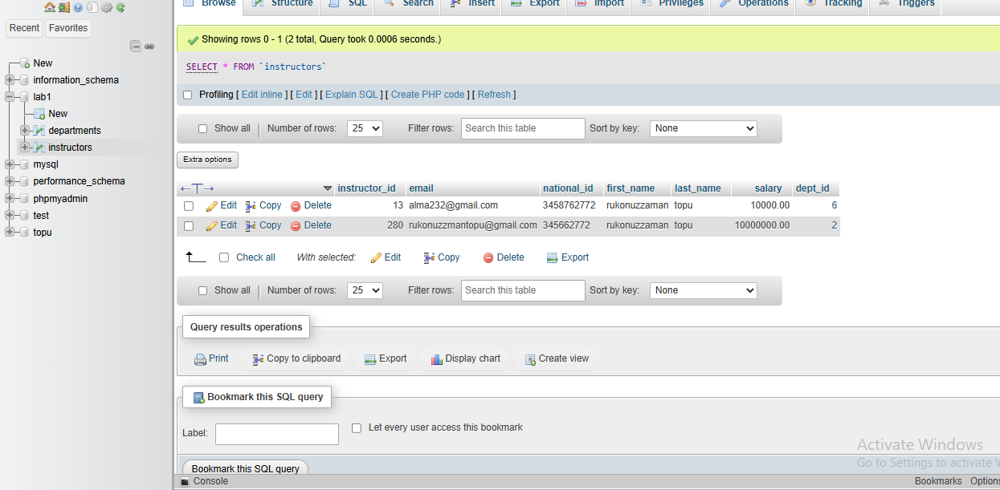 Browse Structure SQL Search Insert Export Import Privileges Operations Tracking Triggers
Recent Favorites
New
information_schema
lab1
New
departments
instructors
mysql
performance_schema
phpmyadmin
test
topu
Showing rows 0 - 1 (2 total, Query took 0.0006 seconds.)
SELECT * FROM `instructors`
Profiling [ Edit inline ] [ Edit ] [ Explain SQL ] [ Create PHP code ] [ Refresh ]
Show all | Number of rows: 25 Filter rows: Search this table Sort by key: None
Extra options
←T→ instructor_id email national_id first_name last_name salary dept_id
Edit Copy Delete 13 alma232@gmail.com 3458762772 rukonuzzaman topu 10000.00 6
Edit Copy Delete 280 rukonuzzmantopu@gmail.com 345662772 rukonuzzaman topu 10000000.00 2
Check all With selected: Edit Copy Delete Export
Show all | Number of rows: 25 Filter rows: Search this table Sort by key: None
Query results operations
Print Copy to clipboard Export Display chart Create view
Bookmark this SQL query
Label: Let every user access this bookmark
Bookmark this SQL query
Activate Windows
Go to Settings to activate W
Console Bookmarks Options